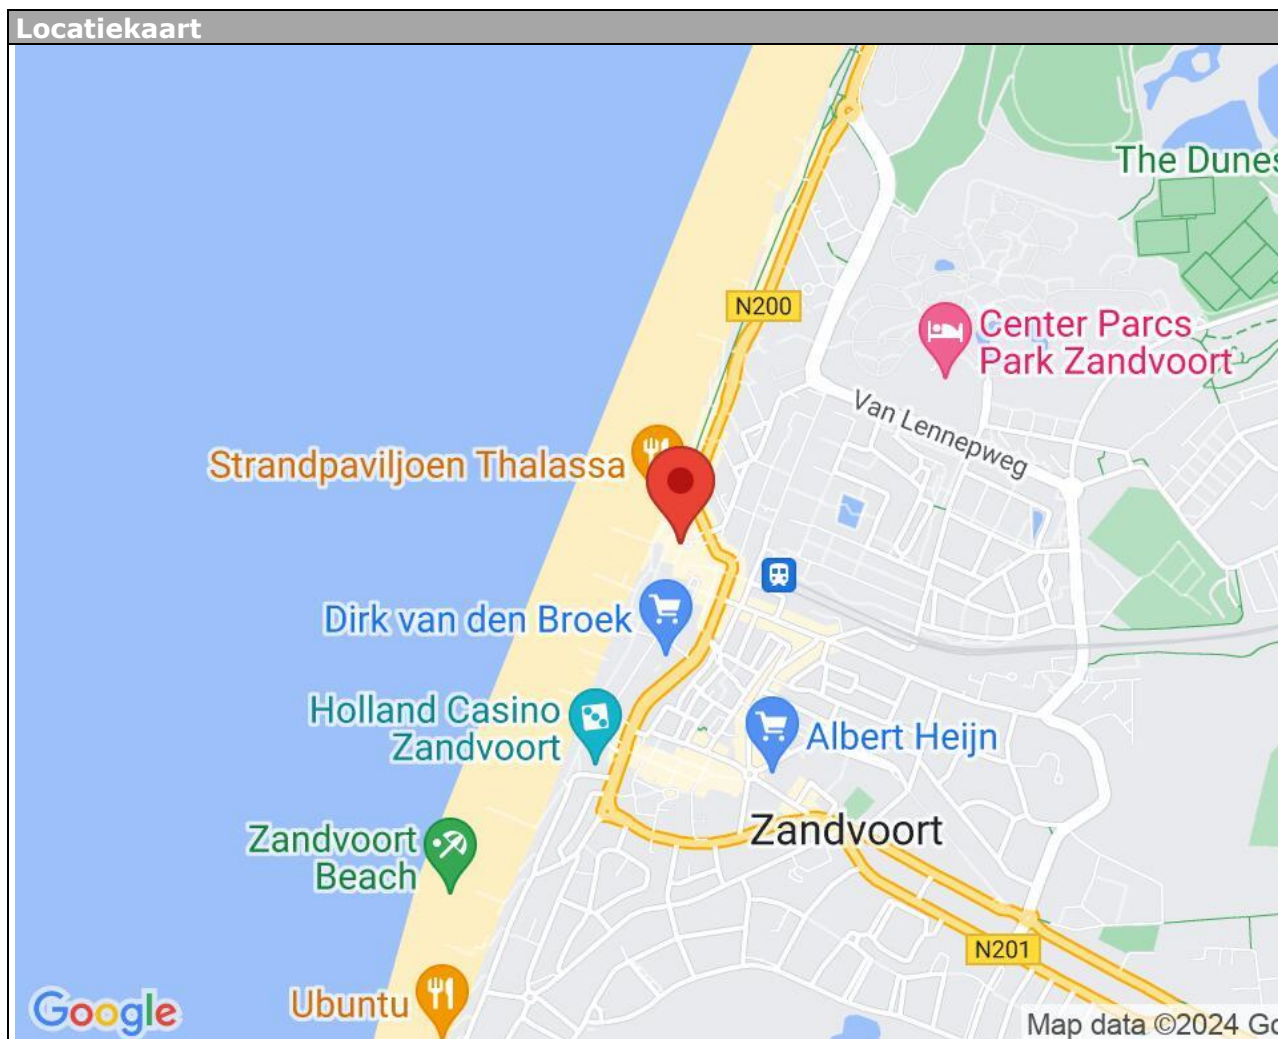 Locatiekaart
The Dunes
N200
Center Parcs
Park Zandvoort
Van Lennepweg
Strandpaviljoen Thalassa
Dirk van den Broek
Holland Casino
Zandvoort
Albert Heijn
Zandvoort
Zandvoort
Beach
N201
Ubuntu
Google
Map data ©2024 Go